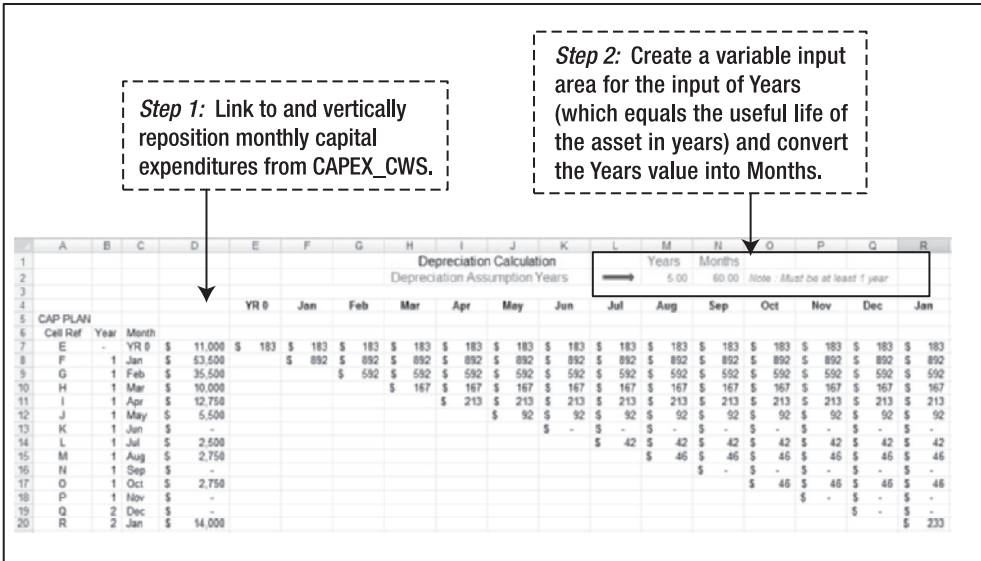 Step 1: Link to and vertically
reposition monthly capital
expenditures from CAPEX_CWS.
Step 2: Create a variable input
area for the input of Years
(which equals the useful life of
the asset in years) and convert
the Years value into Months.
A B C D E F G H I J K L M N O P Q R
1 Depreciation Calculation Years Months
2 Depreciation Assumption Years 5.00 60.00 Note : Must be at least 1 year
3
4 YR 0 Jan Feb Mar Apr May Jun Jul Aug Sep Oct Nov Dec Jan
5 CAP PLAN
6 Cell Ref Year Month
7 E - YR 0 $ 11,000 $ 183 $ 183 $ 183 $ 183 $ 183 $ 183 $ 183 $ 183 $ 183 $ 183 $ 183 $ 183 $ 183 $ 183
8 F 1 Jan $ 53,500 $ 892 $ 892 $ 892 $ 892 $ 892 $ 892 $ 892 $ 892 $ 892 $ 892 $ 892 $ 892 $ 892
9 G 1 Feb $ 35,500 $ 592 $ 592 $ 592 $ 592 $ 592 $ 592 $ 592 $ 592 $ 592 $ 592 $ 592 $ 592
10 H 1 Mar $ 10,000 $ 167 $ 167 $ 167 $ 167 $ 167 $ 167 $ 167 $ 167 $ 167 $ 167 $ 167
11 I 1 Apr $ 12,750 $ 213 $ 213 $ 213 $ 213 $ 213 $ 213 $ 213 $ 213 $ 213 $ 213
12 J 1 May $ 5,500 $ 92 $ 92 $ 92 $ 92 $ 92 $ 92 $ 92 $ 92 $ 92
13 K 1 Jun $ - $ - $ - $ - $ - $ - $ - $ - $ -
14 L 1 Jul $ 2,500 $ 42 $ 42 $ 42 $ 42 $ 42 $ 42 $ 42
15 M 1 Aug $ 2,750 $ 46 $ 46 $ 46 $ 46 $ 46 $ 46
16 N 1 Sep $ - $ - $ - $ - $ - $ -
17 O 1 Oct $ 2,750 $ 46 $ 46 $ 46 $ 46
18 P 1 Nov $ - $ - $ - $ -
19 Q 2 Dec $ - $ - $ -
20 R 2 Jan $ 14,000 $ 233